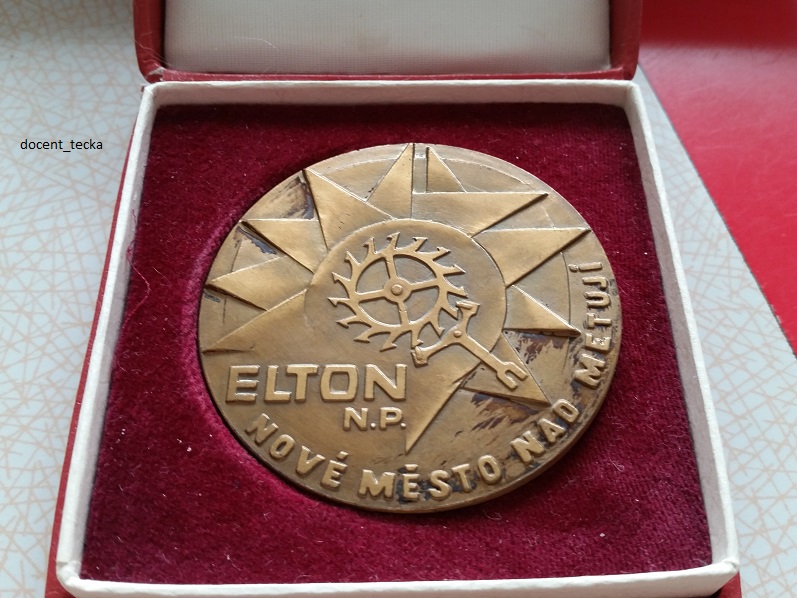 docent_tecka
ELTON
N.P.
NOVÉ MĚSTO NAD METUJÍ